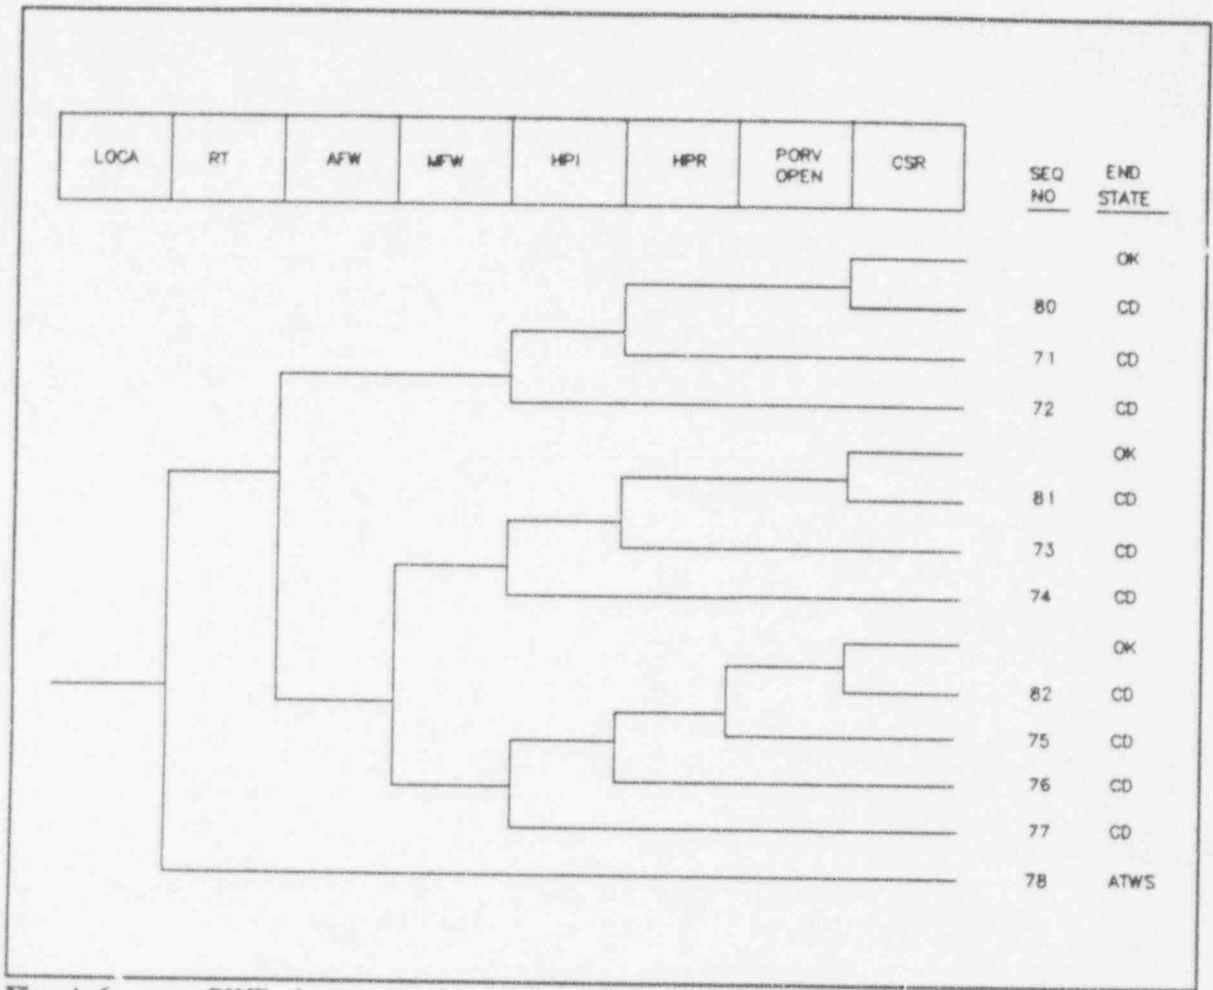 LOCA RT AFW MFW HPI HPR PORV OPEN CSR
SEQ NO END STATE
OK
80 CD
71 CD
72 CD
OK
81 CD
73 CD
74 CD
OK
82 CD
75 CD
76 CD
77 CD
78 ATWS